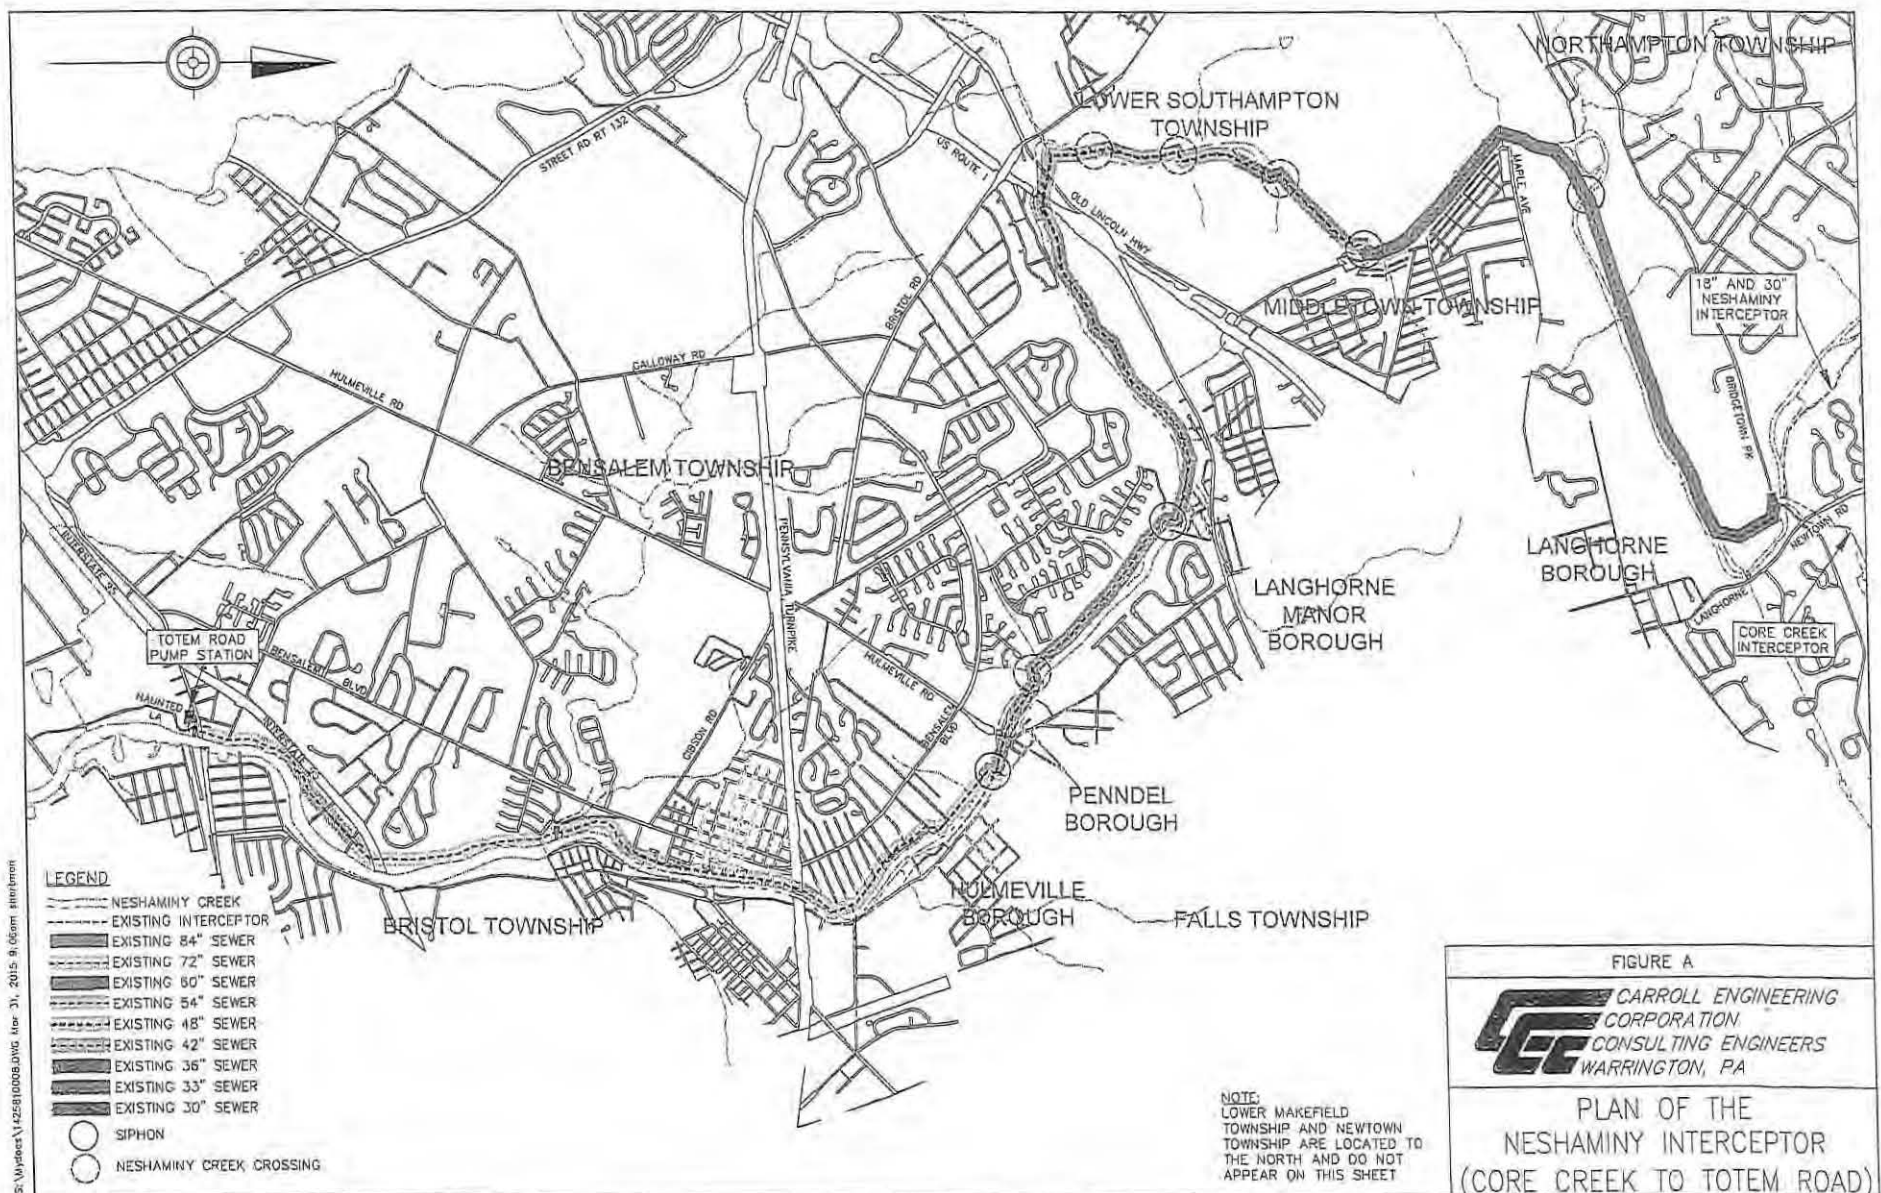 NORTHAMPTON TOWNSHIP
LOWER SOUTHAMPTON
TOWNSHIP
STREET RD RT 132
US ROUTE 1
OLD LINCOLN HWY
MAPLE AVE
BRISTOL RD
MIDDLETOWN TOWNSHIP
18" AND 30"
NESHAMINY
INTERCEPTOR
GALLOWAY RD
HULMEVILLE RD
BRIDGETOWN PK
BENSALEM TOWNSHIP
PENNSYLVANIA TURNPIKE
INTERSTATE 95
LANGHORNE
BOROUGH
NEWTOWN RD
LANGHORNE
LANGHORNE
MANOR
BOROUGH
CORE CREEK
INTERCEPTOR
TOTEM ROAD
PUMP STATION
BENSALEM
BLVD
HAUNTED
LA
INTERSTATE 95
GIBSON RD
HULMEVILLE RD
BENSALEM
BLVD
PENNDEL
BOROUGH
HULMEVILLE
BOROUGH
FALLS TOWNSHIP
BRISTOL TOWNSHIP
LEGEND
NESHAMINY CREEK
EXISTING INTERCEPTOR
EXISTING 84" SEWER
EXISTING 72" SEWER
EXISTING 60" SEWER
EXISTING 54" SEWER
EXISTING 48" SEWER
EXISTING 42" SEWER
EXISTING 36" SEWER
EXISTING 33" SEWER
EXISTING 30" SEWER
SIPHON
NESHAMINY CREEK CROSSING
NOTE:
LOWER MAKEFIELD
TOWNSHIP AND NEWTOWN
TOWNSHIP ARE LOCATED TO
THE NORTH AND DO NOT
APPEAR ON THIS SHEET
FIGURE A
CARROLL ENGINEERING
CORPORATION
CONSULTING ENGINEERS
WARRINGTON, PA
PLAN OF THE
NESHAMINY INTERCEPTOR
(CORE CREEK TO TOTEM ROAD)